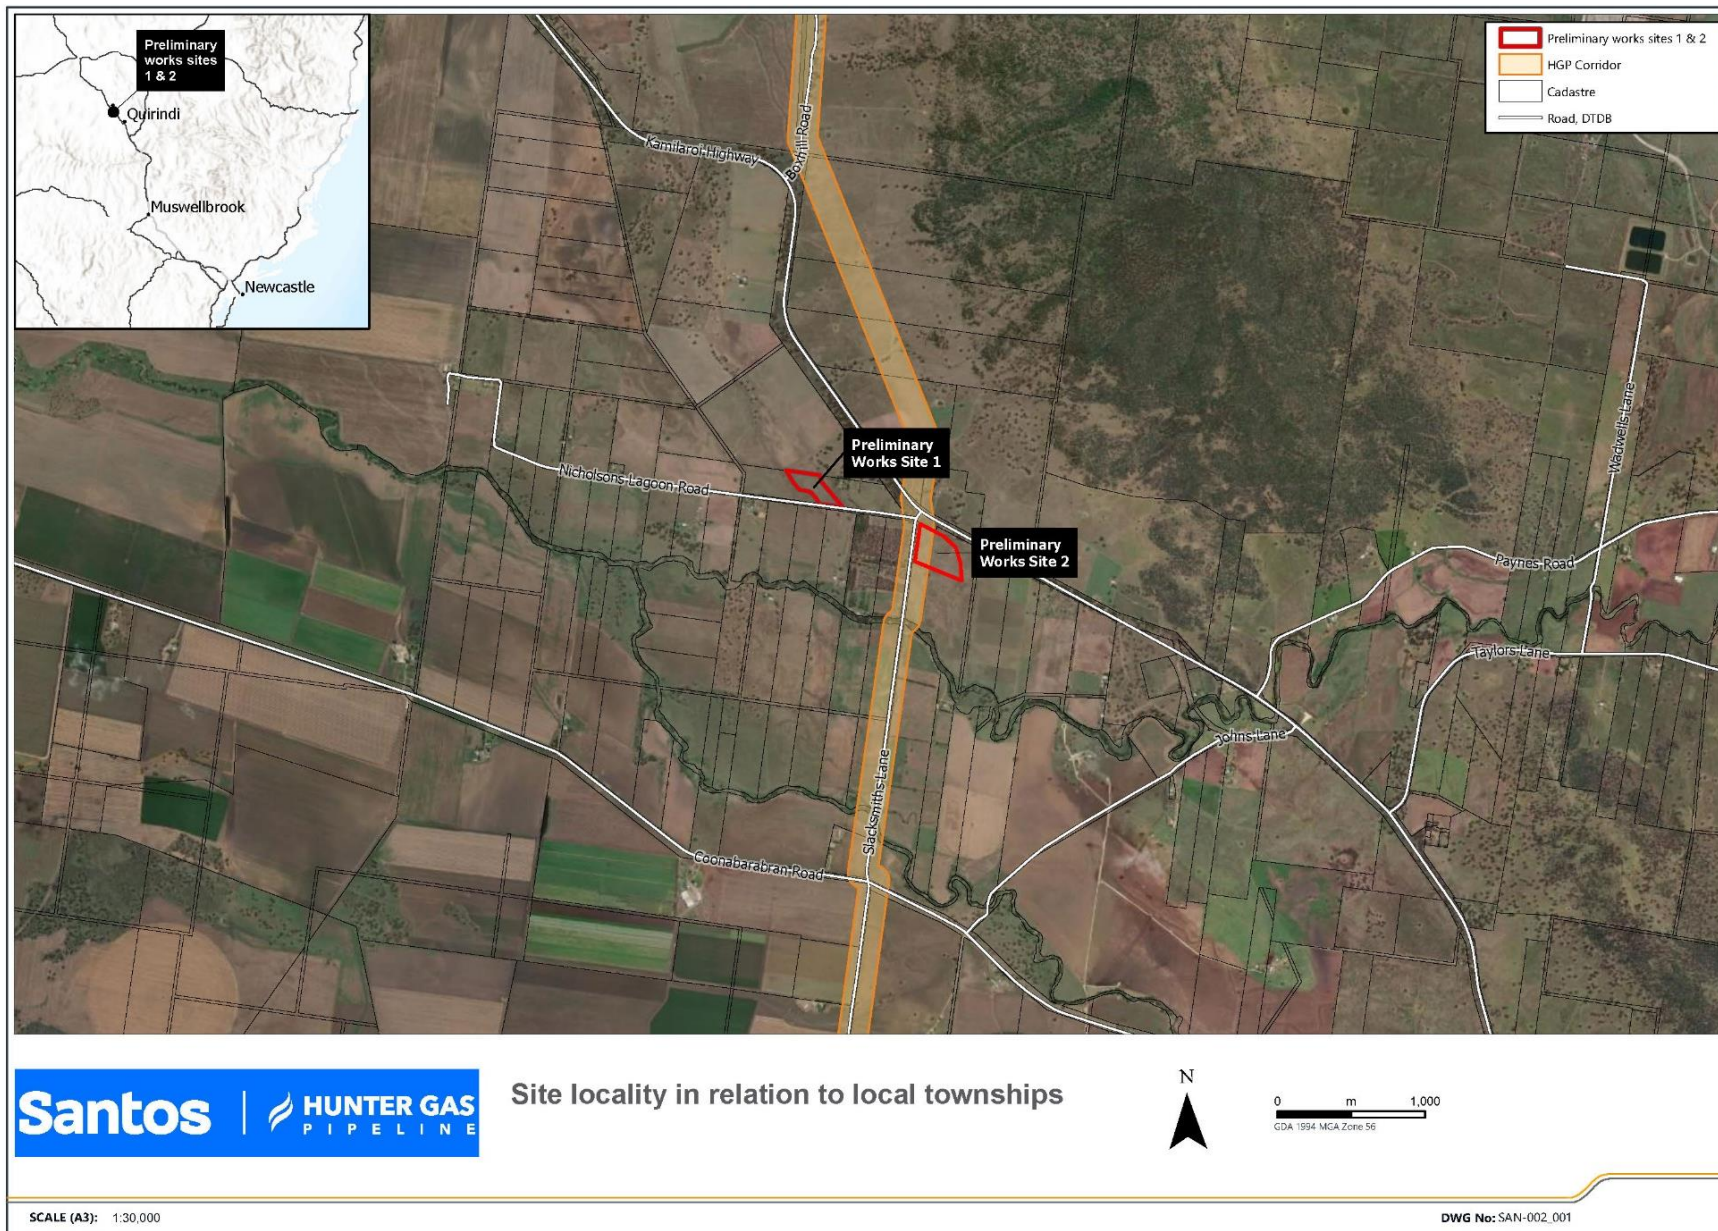 Preliminary
works sites
1 & 2
Quirindi
Muswellbrook
Newcastle
Preliminary works sites 1 & 2
HGP Corridor
Cadastre
Road, DTDB
Kamilaroi Highway
Boxhill Road
Wadwells Lane
Preliminary
Works Site 1
Nicholsons Lagoon Road
Preliminary
Works Site 2
Paynes Road
Taylors Lane
Johns Lane
Slacksmiths Lane
Coonabarabran Road
Santos
HUNTER GAS
PIPELINE
Site locality in relation to local townships
N
0 m 1,000
GDA 1994 MGA Zone 56
SCALE (A3): 1:30,000
DWG No: SAN-002_001